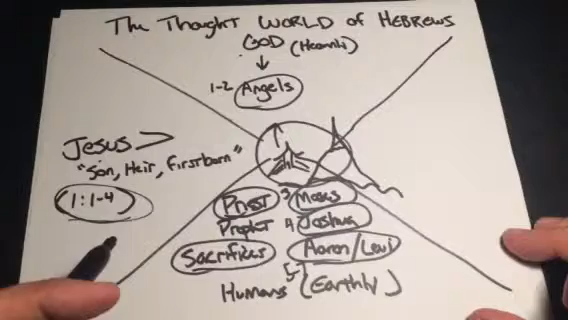 The Thought World of Hebrews
God (Heavenly)
1-2 Angels
Jesus >
"Son, Heir, Firstborn"
(1:1-4)
Priest 3 Moses
Prophet 4 Joshua
Sacrifices Aaron/Levi
Humans (Earthly)